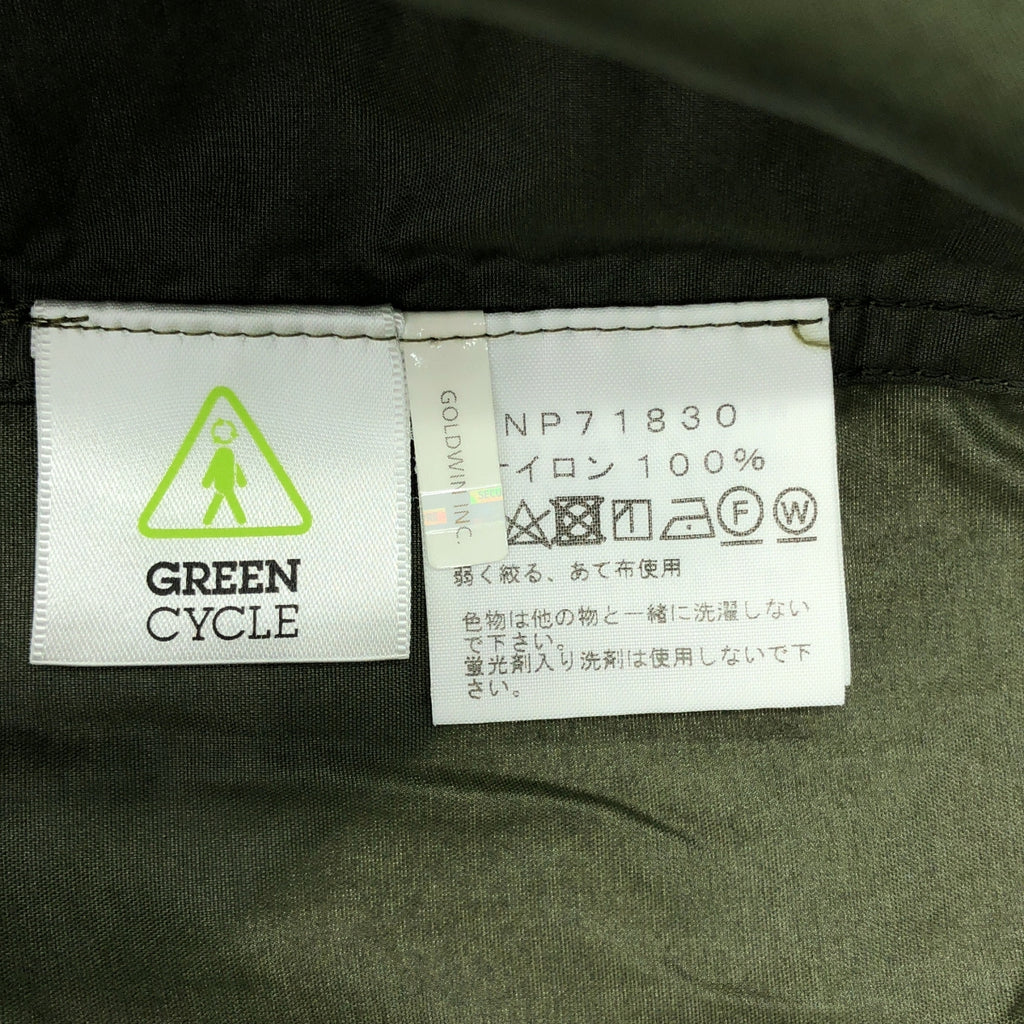 GREEN
CYCLE
GOLDWIN INC.
SECU
NP71830
イロン 100%
F W
弱く絞る、あて布使用
色物は他の物と一緒に洗濯しない
で下さい。
蛍光剤入り洗剤は使用しないで下
さい。